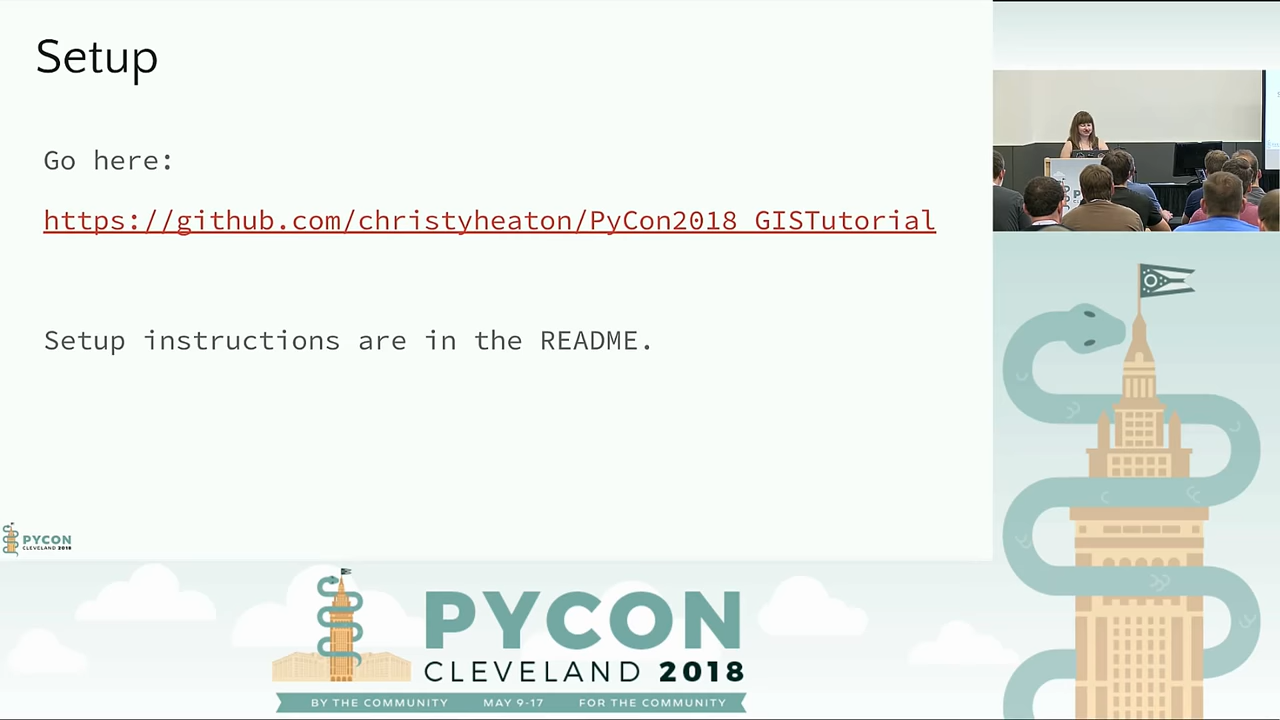 Setup
Go here:
https://github.com/christyheaton/PyCon2018_GISTutorial
Setup instructions are in the README.
PYCON
CLEVELAND 2018
PYCON
CLEVELAND 2018
BY THE COMMUNITY MAY 9-17 FOR THE COMMUNITY